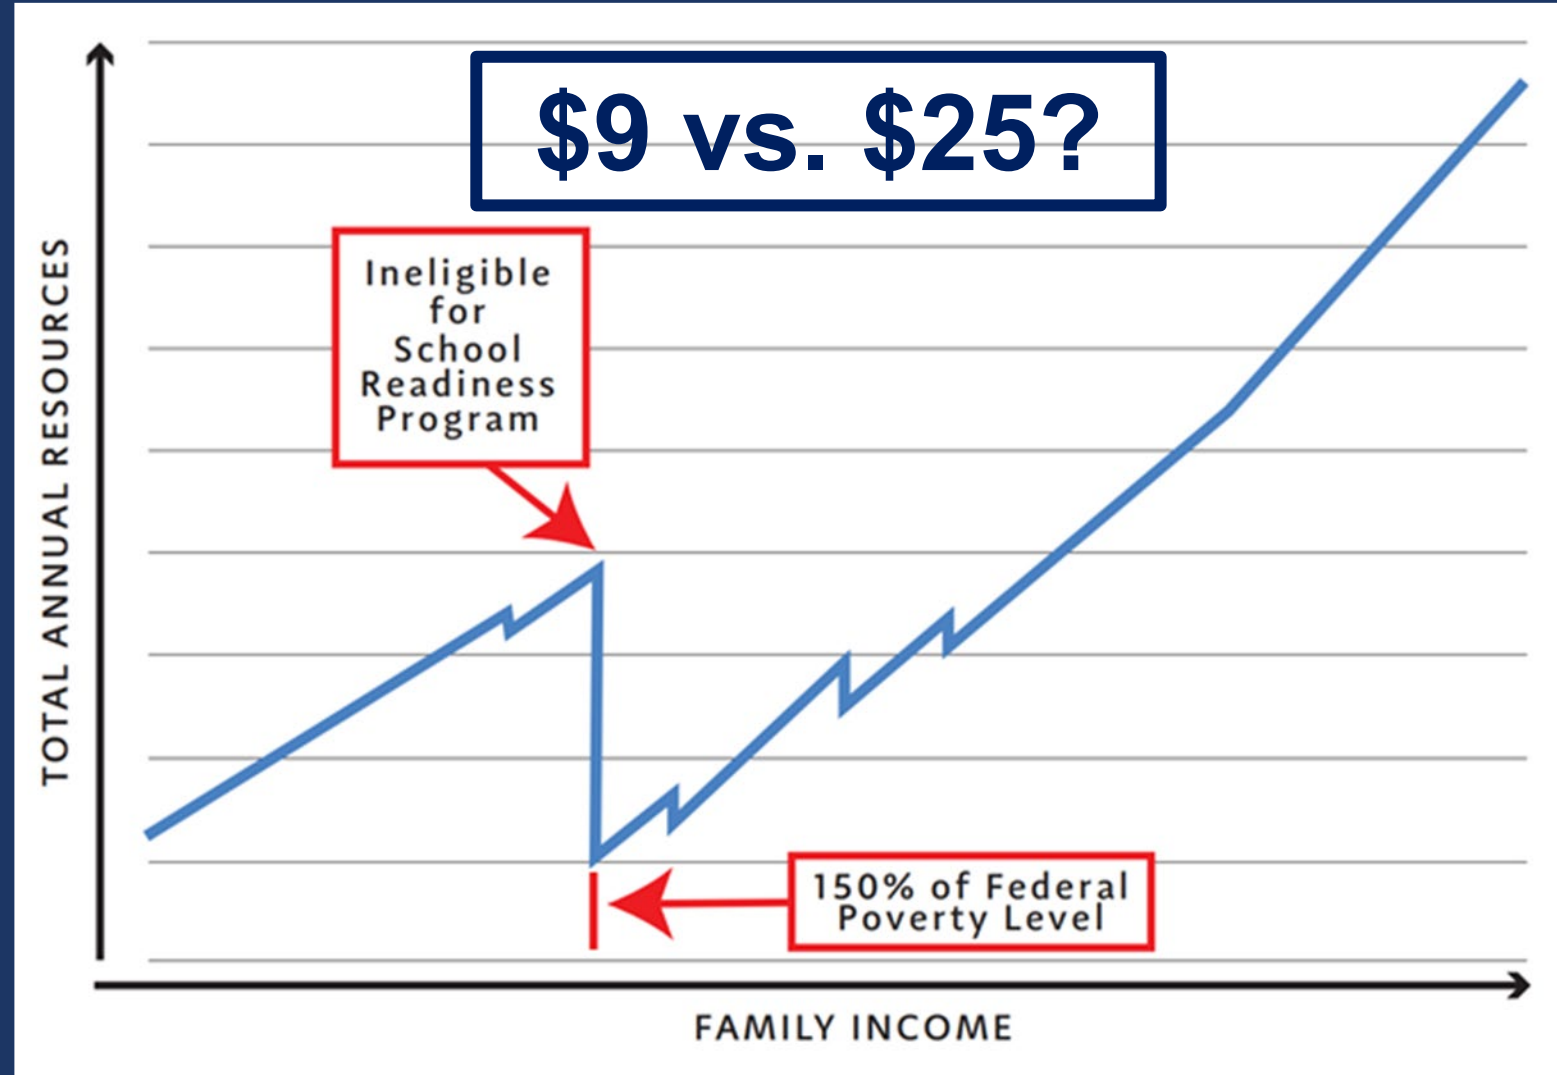 $9 vs. $25?
Ineligible
for
School
Readiness
Program
TOTAL ANNUAL RESOURCES
150% of Federal
Poverty Level
FAMILY INCOME